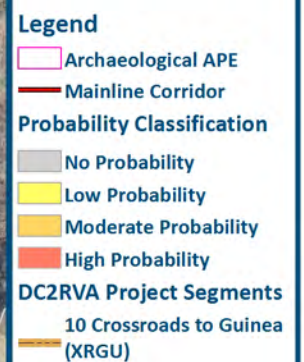 Legend
Archaeological APE
Mainline Corridor
Probability Classification
No Probability
Low Probability
Moderate Probability
High Probability
DC2RVA Project Segments
10 Crossroads to Guinea
(XRGU)